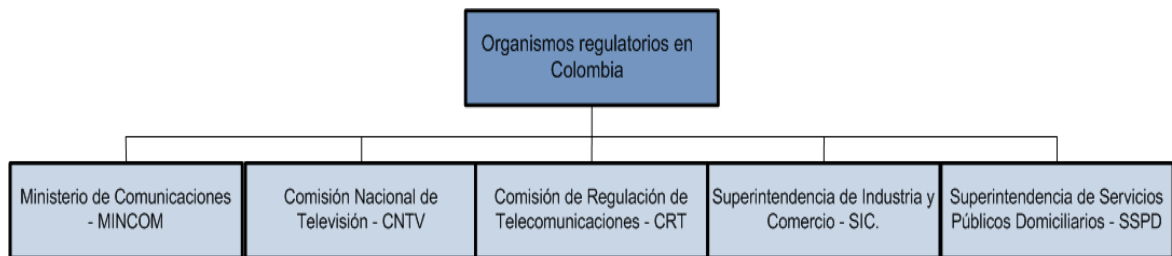 Organismos regulatorios en
Colombia
Ministerio de Comunicaciones
- MINCOM
Comisión Nacional de
Televisión - CNTV
Comisión de Regulación de
Telecomunicaciones - CRT
Superintendencia de Industria y
Comercio - SIC.
Superintendencia de Servicios
Públicos Domiciliarios - SSPD